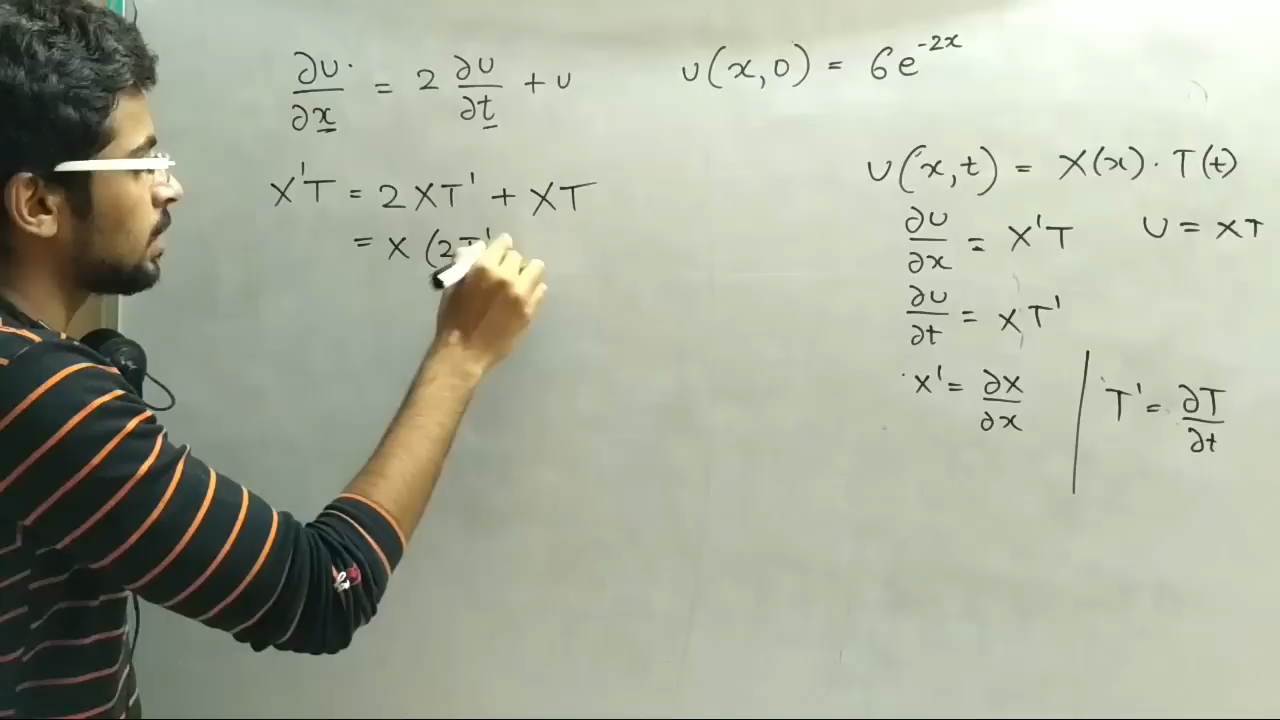 ∂u/∂x = 2 ∂u/∂t + u
u(x,0) = 6e^{-2x}
X'T = 2XT' + XT
= X (2T'
u(x,t) = X(x) · T(t)
∂u/∂x = X'T
u = XT
∂u/∂t = XT'
X' = ∂X/∂x
T' = ∂T/∂t